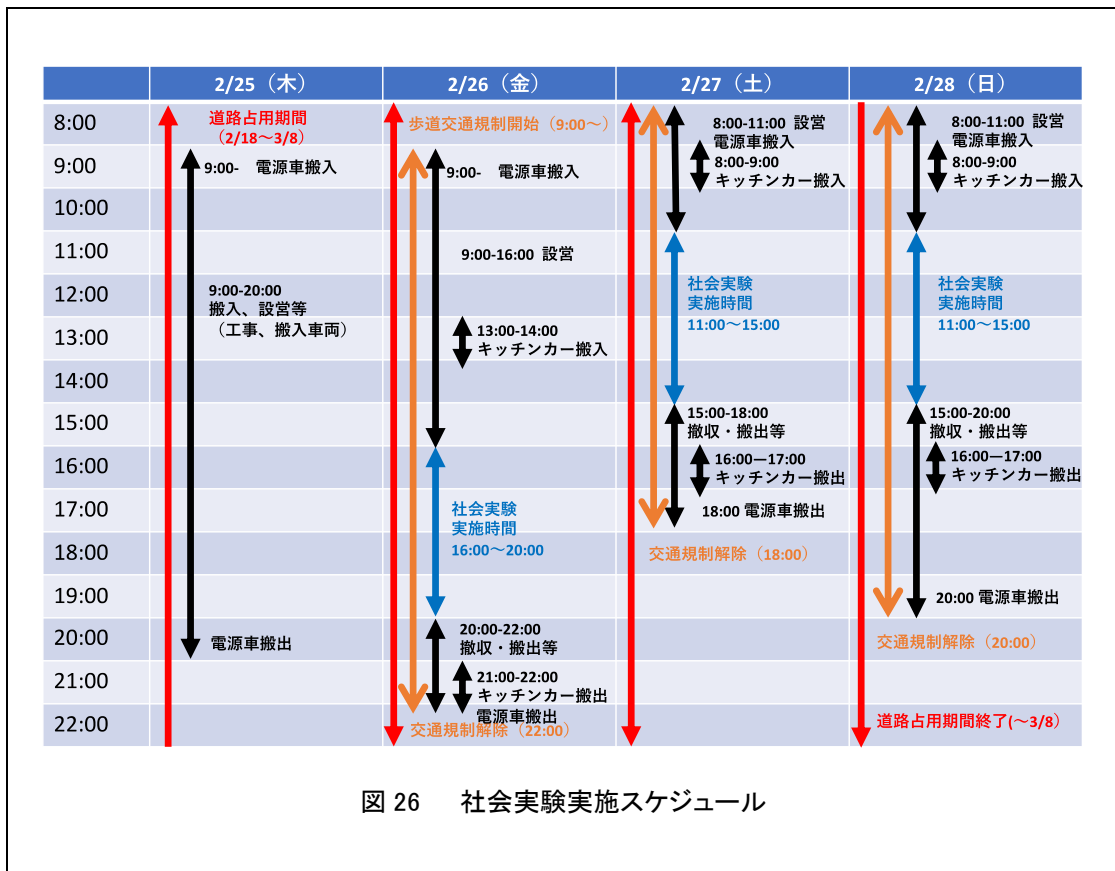 2/25（木）
2/26（金）
2/27（土）
2/28（日）
8:00
9:00
10:00
11:00
12:00
13:00
14:00
15:00
16:00
17:00
18:00
19:00
20:00
21:00
22:00
道路占用期間
（2/18～3/8）
9:00-　電源車搬入
9:00-20:00
搬入、設営等
（工事、搬入車両）
電源車搬出
歩道交通規制開始（9:00～）
9:00-　電源車搬入
9:00-16:00 設営
13:00-14:00
キッチンカー搬入
社会実験
実施時間
16:00～20:00
20:00-22:00
撤収・搬出等
21:00-22:00
キッチンカー搬出
電源車搬出
交通規制解除（22:00）
8:00-11:00 設営
電源車搬入
8:00-9:00
キッチンカー搬入
社会実験
実施時間
11:00～15:00
15:00-18:00
撤収・搬出等
16:00—17:00
キッチンカー搬出
18:00 電源車搬出
交通規制解除（18:00）
8:00-11:00 設営
電源車搬入
8:00-9:00
キッチンカー搬入
社会実験
実施時間
11:00～15:00
15:00-20:00
撤収・搬出等
16:00—17:00
キッチンカー搬出
20:00 電源車搬出
交通規制解除（20:00）
道路占用期間終了(～3/8)
図 26　社会実験実施スケジュール